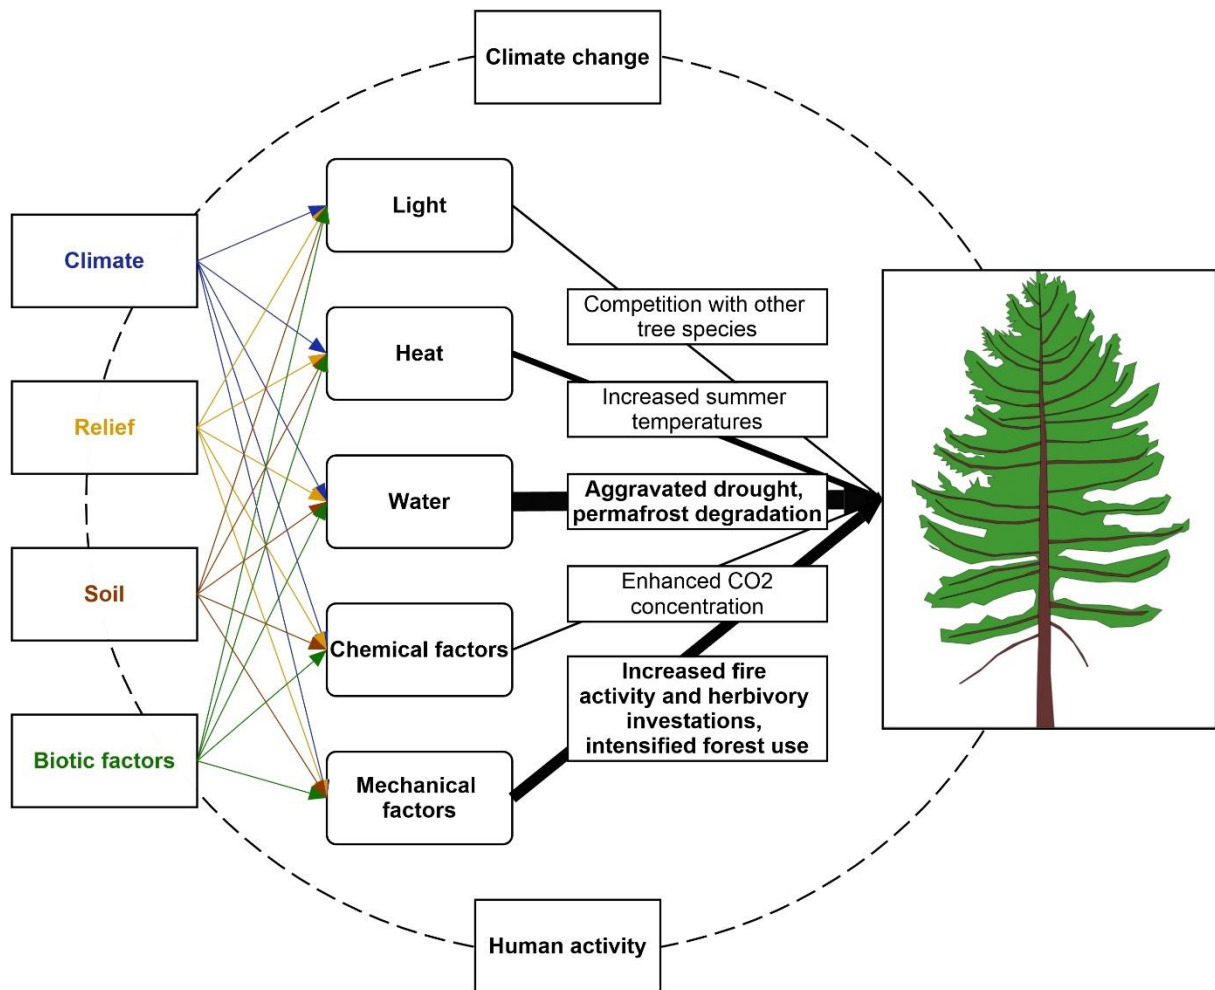 Climate change
Light
Climate
Competition with other
tree species
Heat
Increased summer
temperatures
Relief
Water
Aggravated drought,
permafrost degradation
Soil
Enhanced CO2
concentration
Chemical factors
Increased fire
activity and herbivory
investations,
intensified forest use
Biotic factors
Mechanical
factors
Human activity